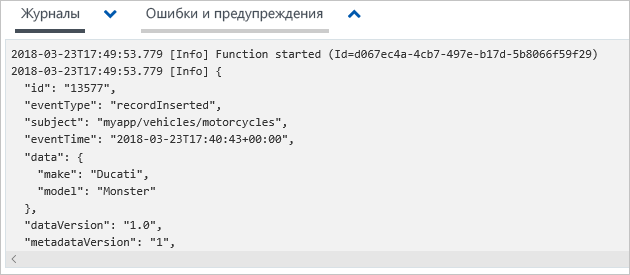 Журналы
Ошибки и предупреждения
2018-03-23T17:49:53.779 [Info] Function started (Id=d067ec4a-4cb7-497e-b17d-5b8066f59f29)
2018-03-23T17:49:53.779 [Info] {
"id": "13577",
"eventType": "recordInserted",
"subject": "myapp/vehicles/motorcycles",
"eventTime": "2018-03-23T17:40:43+00:00",
"data": {
"make": "Ducati",
"model": "Monster"
},
"dataVersion": "1.0",
"metadataVersion": "1",